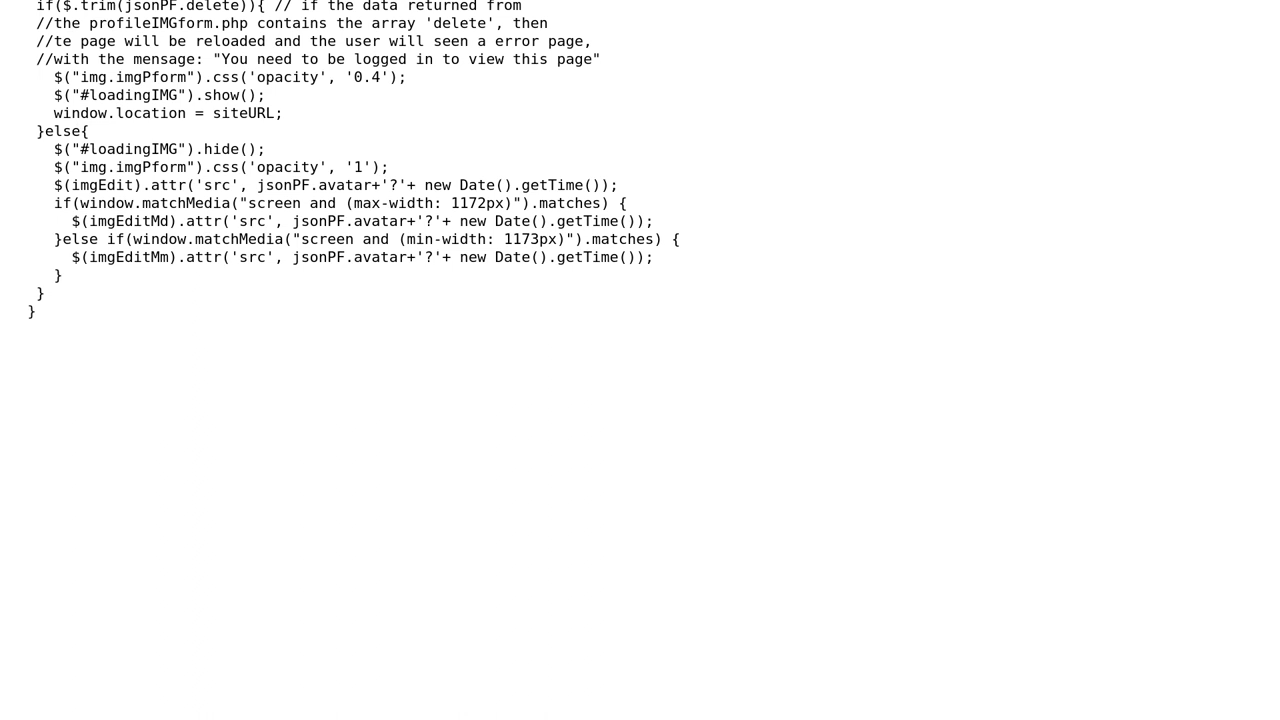 if($.trim(jsonPF.delete)){ // if the data returned from
//the profileIMGform.php contains the array 'delete', then
//te page will be reloaded and the user will seen a error page,
//with the mensage: "You need to be logged in to view this page"
$("img.imgPform").css('opacity', '0.4');
$("#loadingIMG").show();
window.location = siteURL;
}else{
$("#loadingIMG").hide();
$("img.imgPform").css('opacity', '1');
$(imgEdit).attr('src', jsonPF.avatar+'?'+ new Date().getTime());
if(window.matchMedia("screen and (max-width: 1172px)").matches) {
$(imgEditMd).attr('src', jsonPF.avatar+'?'+ new Date().getTime());
}else if(window.matchMedia("screen and (min-width: 1173px)").matches) {
$(imgEditMm).attr('src', jsonPF.avatar+'?'+ new Date().getTime());
}
}
}